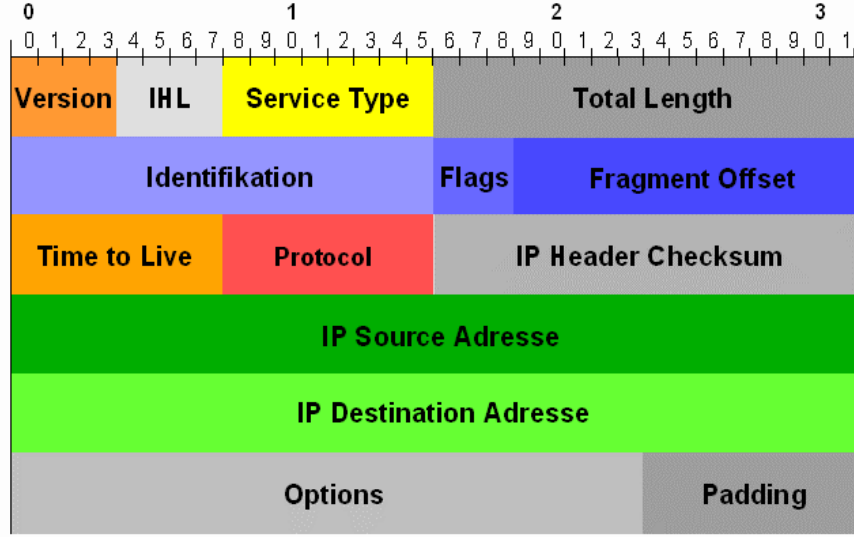 0 1 2 3
0 1 2 3 4 5 6 7 8 9 0 1 2 3 4 5 6 7 8 9 0 1 2 3 4 5 6 7 8 9 0 1
Version IHL Service Type Total Length
Identifikation Flags Fragment Offset
Time to Live Protocol IP Header Checksum
IP Source Adresse
IP Destination Adresse
Options Padding